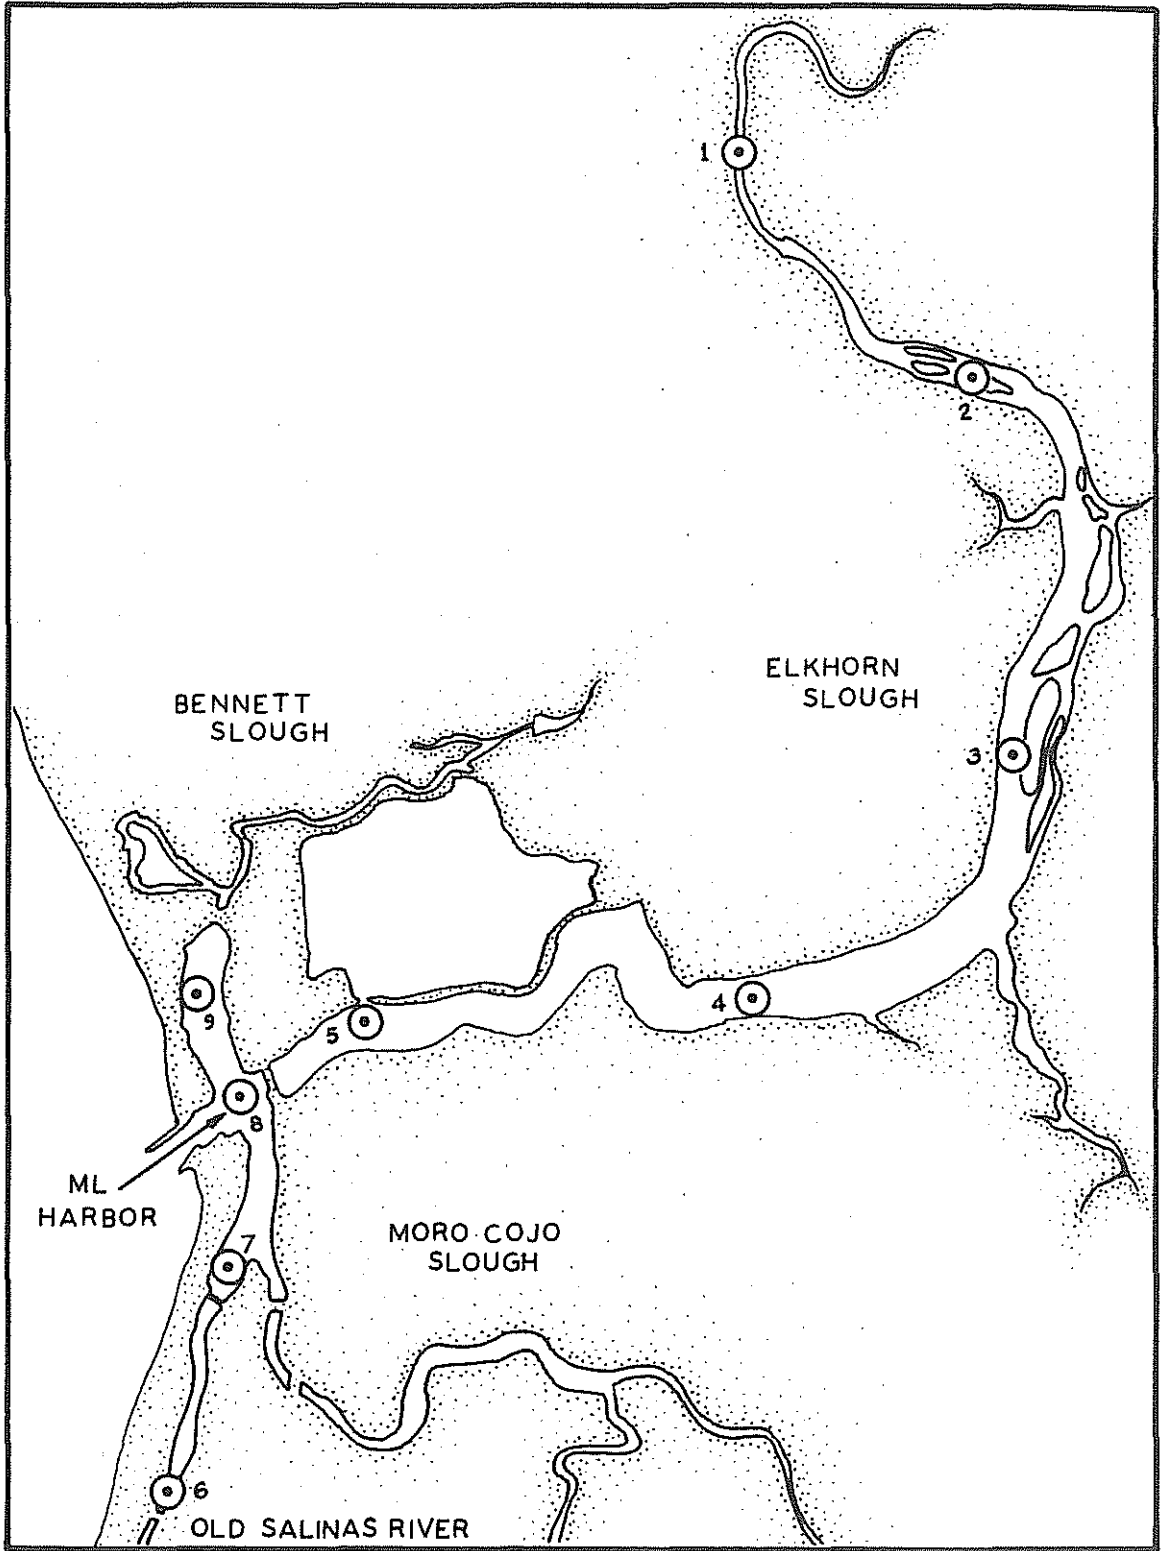 1
2
ELKHORN
SLOUGH
BENNETT
SLOUGH
3
4
9
5
8
ML
HARBOR
7
MORO COJO
SLOUGH
6
OLD SALINAS RIVER